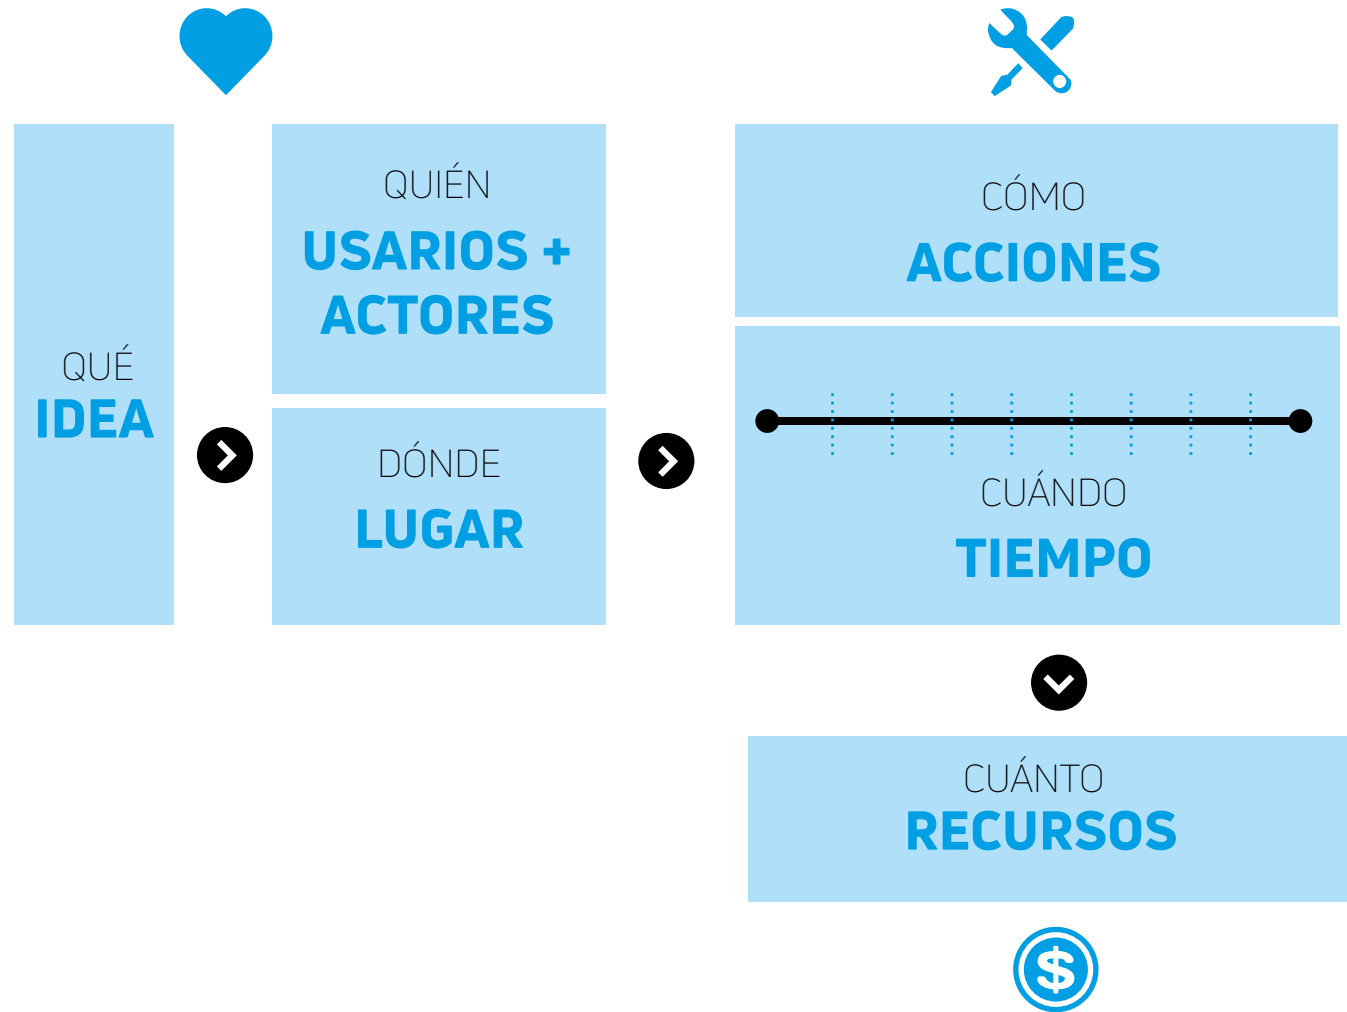 QUÉ
IDEA
QUIÉN
USARIOS +
ACTORES
DÓNDE
LUGAR
CÓMO
ACCIONES
CUÁNDO
TIEMPO
CUÁNTO
RECURSOS
$